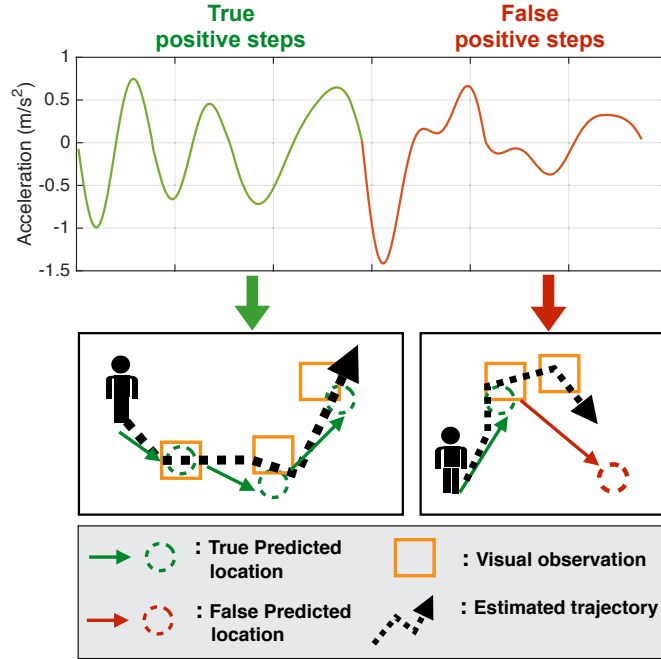 True
positive steps
False
positive steps
Acceleration (m/s²)
1
0.5
0
-0.5
-1
-1.5
: True Predicted
location
: Visual observation
: False Predicted
location
: Estimated trajectory